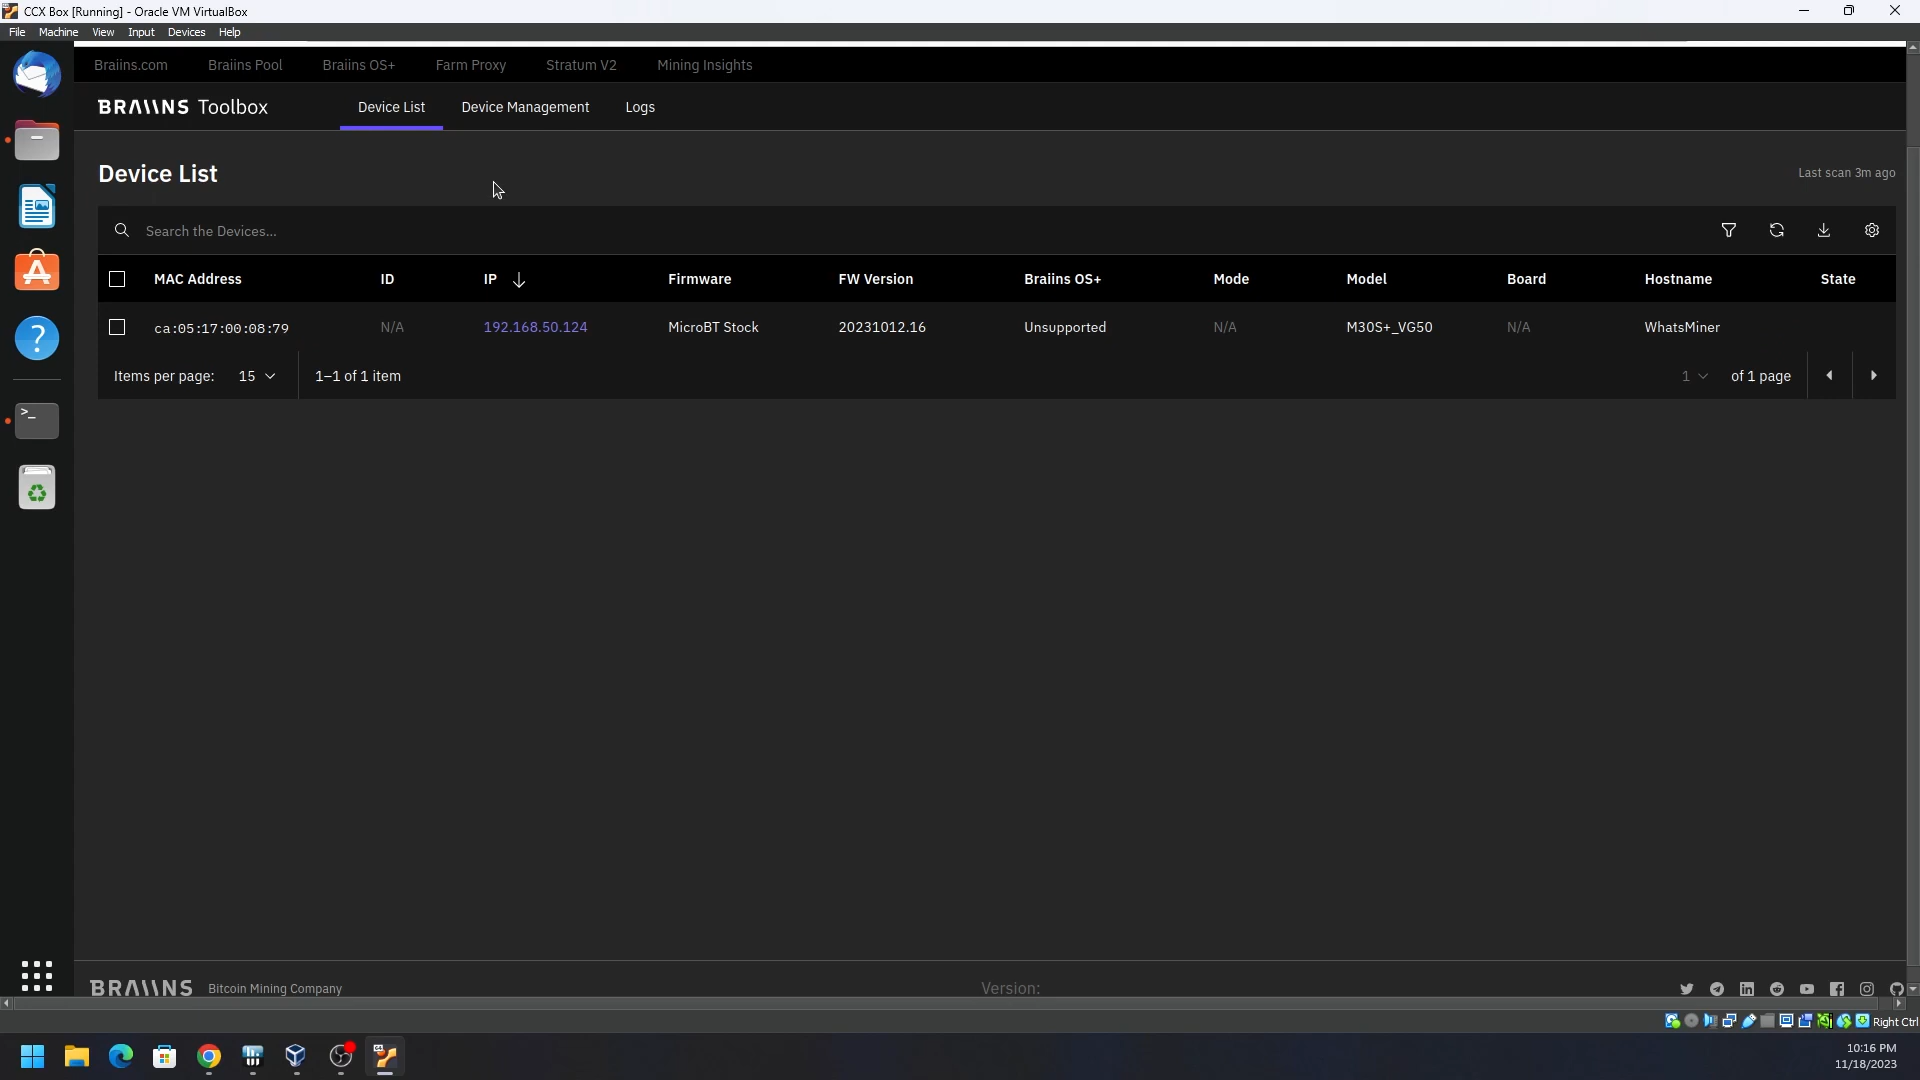 CCX Box [Running] - Oracle VM VirtualBox
File Machine View Input Devices Help
Braiins.com Braiins Pool Braiins OS+ Farm Proxy Stratum V2 Mining Insights
BRAIINS Toolbox Device List Device Management Logs
Device List Last scan 3m ago
Search the Devices...
MAC Address ID IP Firmware FW Version Braiins OS+ Mode Model Board Hostname State
ca:05:17:00:08:79 N/A 192.168.50.124 MicroBT Stock 20231012.16 Unsupported N/A M30S+_VG50 N/A WhatsMiner
Items per page: 15 1–1 of 1 item 1 of 1 page
BRAIINS Bitcoin Mining Company Version:
Right Ctrl
10:16 PM
11/18/2023